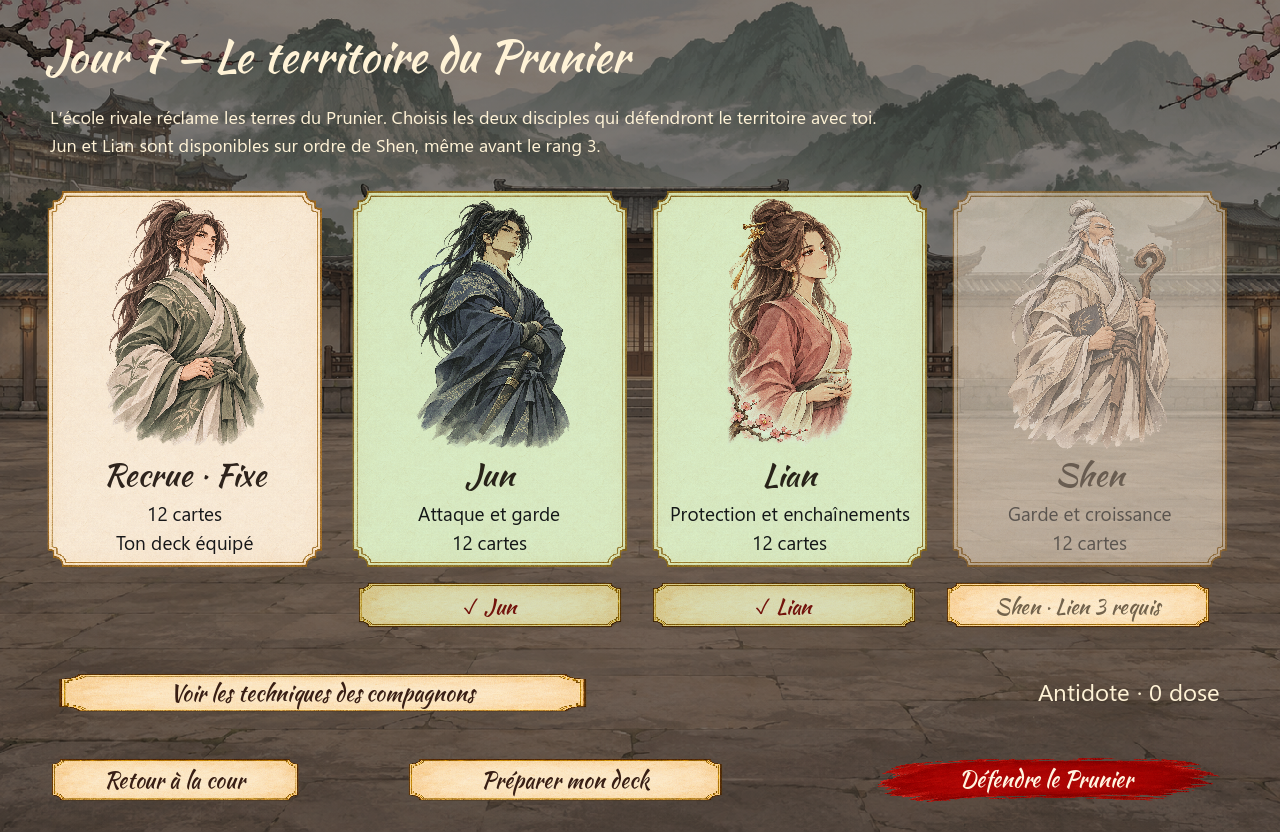 Jour 7 – Le territoire du Prunier
L'école rivale réclame les terres du Prunier. Choisis les deux disciples qui défendront le territoire avec toi.
Jun et Lian sont disponibles sur ordre de Shen, même avant le rang 3.
Recrue · Fixe
12 cartes
Ton deck équipé
Jun
Attaque et garde
12 cartes
Lian
Protection et enchaînements
12 cartes
Shen
Garde et croissance
12 cartes
✓ Jun
✓ Lian
Shen · Lien 3 requis
Voir les techniques des compagnons
Antidote · 0 dose
Retour à la cour
Préparer mon deck
Défendre le Prunier